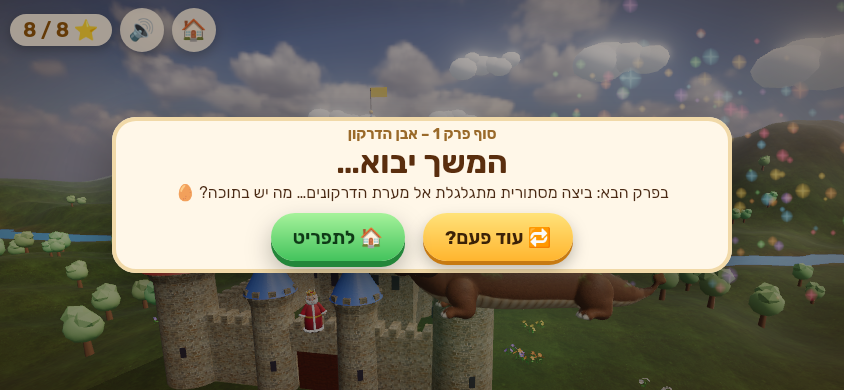 8 / 8 ⭐
סוף פרק 1 – אבן הדרקון
המשך יבוא...
בפרק הבא: ביצה מסתורית מתגלגלת אל מערת הדרקונים... מה יש בתוכה? 🥚
🔁 עוד פעם?
🏠 לתפריט